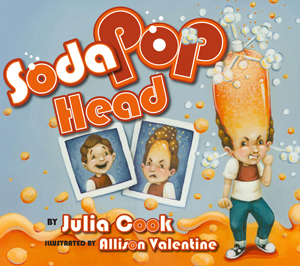 Soda POP
Head
BY Julia Cook
ILLUSTRATED BY Allison Valentine